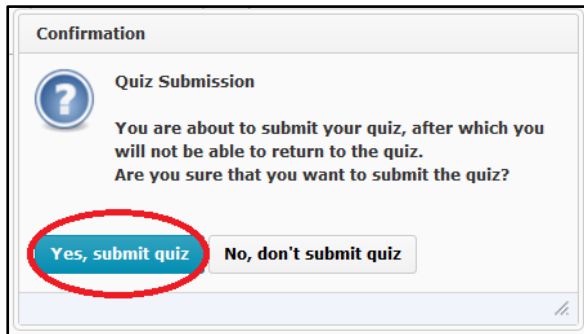 Confirmation
?
Quiz Submission
You are about to submit your quiz, after which you
will not be able to return to the quiz.
Are you sure that you want to submit the quiz?
Yes, submit quiz
No, don't submit quiz